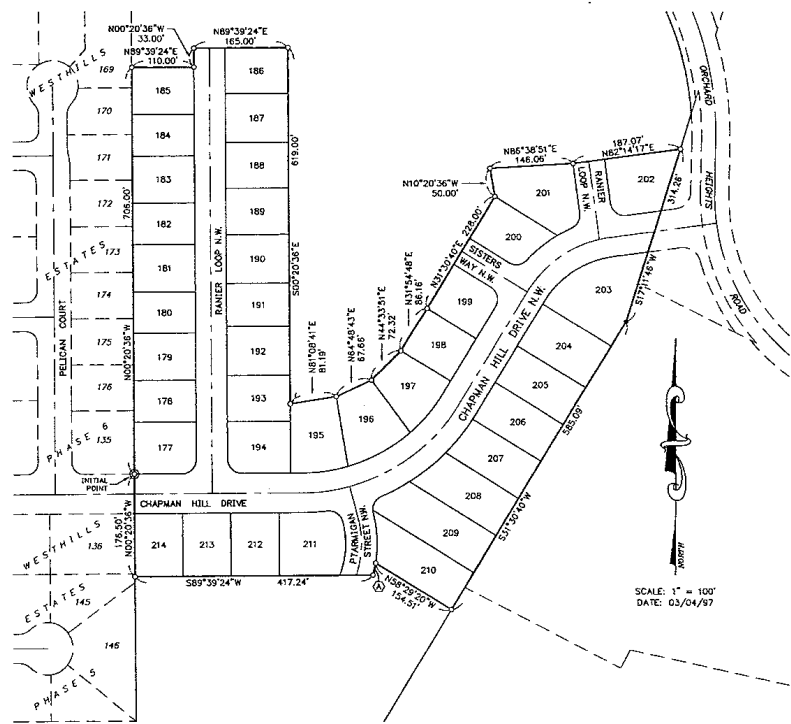 N00°20'36"W
33.00'
N89°39'24"E
165.00'
N89°39'24"E
110.00'
WESTHILLS
169
170
171
172
ESTATES
173
174
175
176
PHASE 6
135
PELICAN COURT
706.00'
N00°20'36"W
185
184
183
182
181
180
179
178
177
RANIER LOOP N.W.
186
187
188
189
190
191
192
193
194
619.00'
S00°20'36"E
N81°08'41"E
81.19'
N64°48'43"E
67.66'
N44°33'51"E
72.32'
N31°54'48"E
86.16'
N31°30'40"E
228.00'
N10°20'36"W
50.00'
N86°38'51"E
146.06'
187.07'
N82°14'17"E
ORCHARD
HEIGHTS
ROAD
314.26'
S17°11'46"W
201
RANIER
LOOP N.W.
202
200
SISTERS
WAY N.W.
199
198
197
196
195
203
204
205
206
207
208
209
210
CHAPMAN HILL DRIVE N.W.
585.09'
S31°30'40"W
INITIAL
POINT
CHAPMAN HILL DRIVE
176.50'
N00°20'36"W
214
213
212
211
PTARMIGAN
STREET N.W.
S89°39'24"W 417.24'
A
N58°29'20"W
154.51'
WESTHILLS
136
ESTATES
145
146
PHASE 5
NORTH
SCALE: 1" = 100'
DATE: 03/04/97